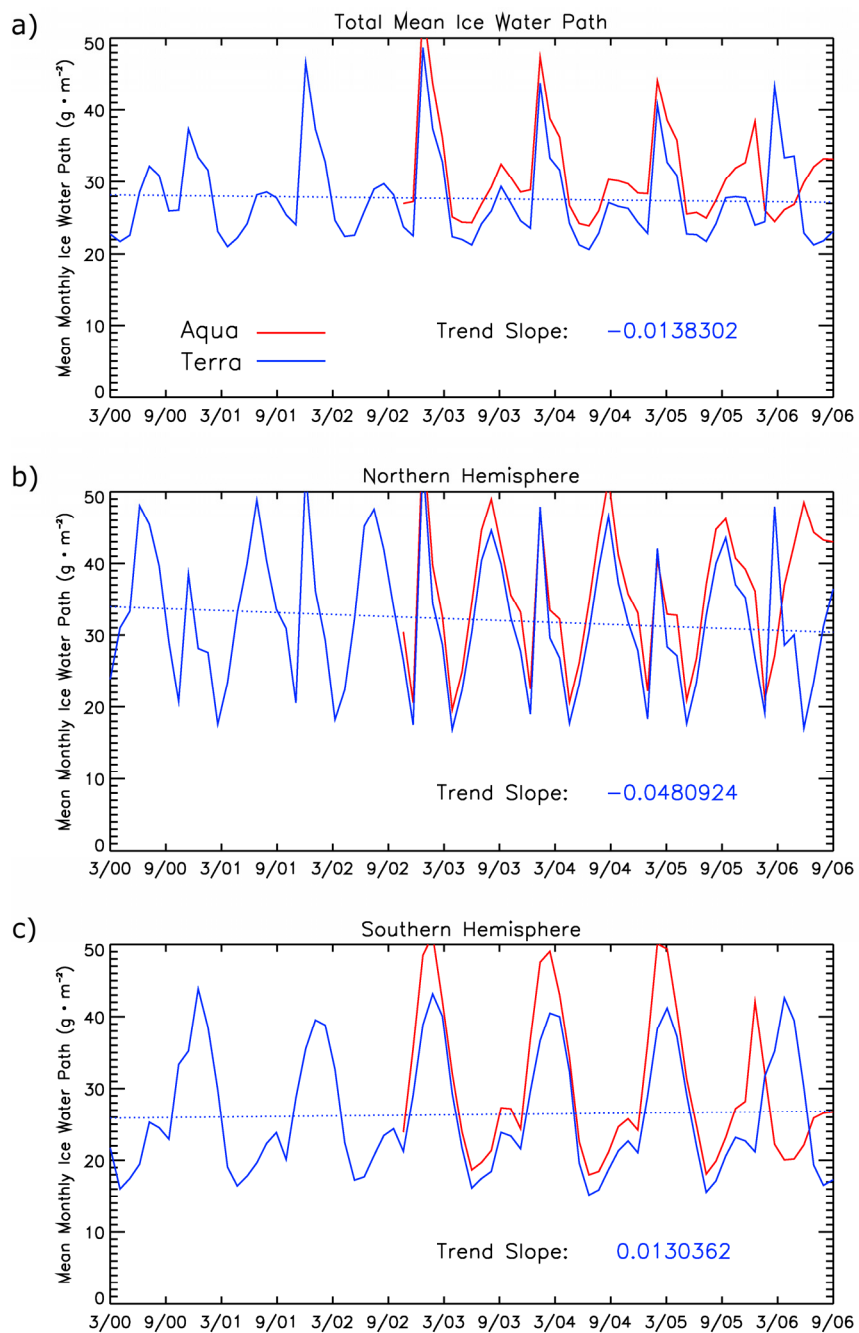 a)
Total Mean Ice Water Path
Mean Monthly Ice Water Path (g • m⁻²)
50
40
30
20
10
0
Aqua
Terra
Trend Slope: −0.0138302
3/00 9/00 3/01 9/01 3/02 9/02 3/03 9/03 3/04 9/04 3/05 9/05 3/06 9/06
b)
Northern Hemisphere
Mean Monthly Ice Water Path (g • m⁻²)
50
40
30
20
10
0
Trend Slope: −0.0480924
3/00 9/00 3/01 9/01 3/02 9/02 3/03 9/03 3/04 9/04 3/05 9/05 3/06 9/06
c)
Southern Hemisphere
Mean Monthly Ice Water Path (g • m⁻²)
50
40
30
20
10
0
Trend Slope: 0.0130362
3/00 9/00 3/01 9/01 3/02 9/02 3/03 9/03 3/04 9/04 3/05 9/05 3/06 9/06